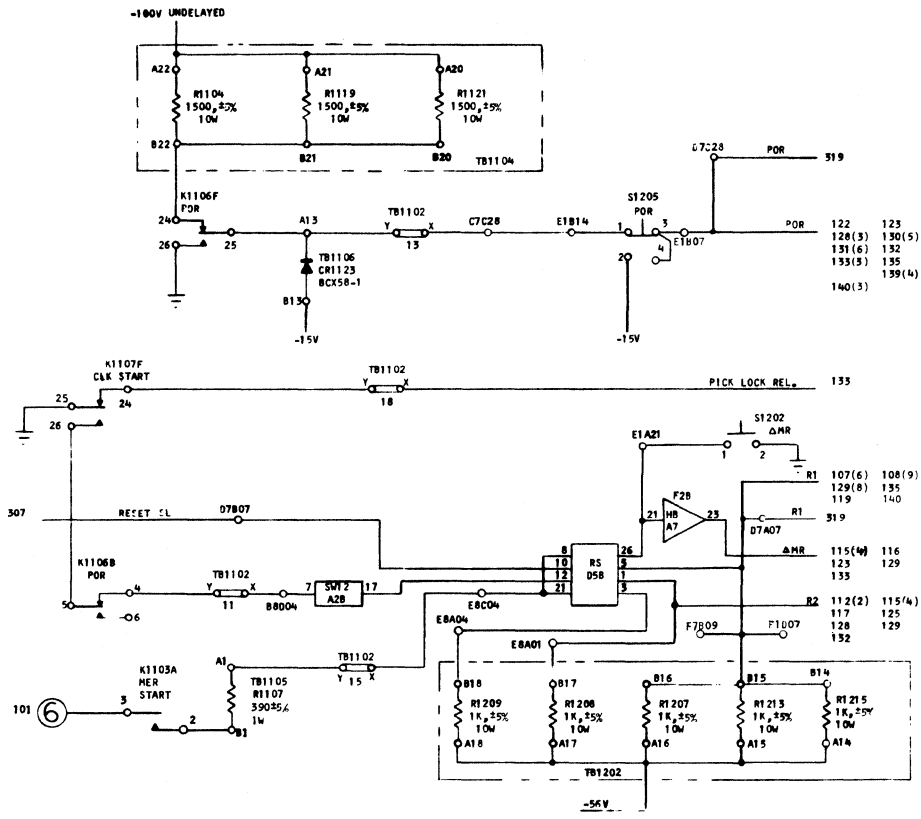 -100V UNDELAYED
A22
A21
A20
R1104
1500,±5%
10W
R1119
1500,±5%
10W
R1121
1500,±5%
10W
B22
B21
B20
TB1104
K1106F
POR
24
26
25
A13
TB1102
Y
X
13
C7C28
E1B14
S1205
POR
1
3
4
2
E1B07
D7C28
POR
319
POR
122 123
128(3) 130(5)
131(6) 132
133(3) 135
139(4)
140(3)
TB1106
CR1123
BCX58-1
B13
-15V
-15V
K1107F
CLK START
25
24
26
TB1102
Y
X
18
PICK LOCK REL.
133
S1202
ΔMR
1
2
E1A21
R1
107(6) 108(9)
129(8) 135
119 140
F2B
21
HB
A7
23
R1
319
D7A07
307
RESET SL
D7B07
ΔMR
115(4) 116
123 129
133
8
10
12
21
RS
D5B
26
5
1
3
K1106B
POR
5
4
6
TB1102
Y
X
11
B8D04
7
SW12
A2B
17
E8C04
R2
112(2) 115(4)
117 125
128 129
132
E8A04
E8A01
F7B09
F1D07
K1103A
MER
START
101
6
3
2
A1
TB1105
R1107
390±5%
1W
B1
TB1102
Y
15
X
B18
B17
B16
B15
B14
R1209
1K,±5%
10W
R1208
1K,±5%
10W
R1207
1K,±5%
10W
R1213
1K,±5%
10W
R1215
1K,±5%
10W
A18
A17
A16
A15
A14
TB1202
-56V